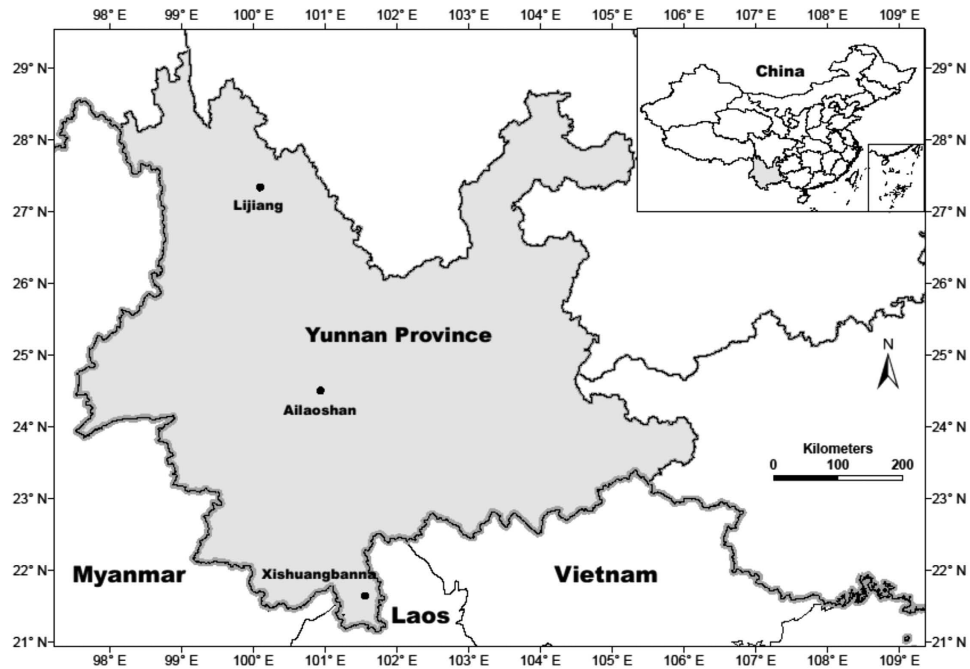 98° E 99° E 100° E 101° E 102° E 103° E 104° E 105° E 106° E 107° E 108° E 109° E
29° N 29° N
China
28° N 28° N
Lijiang
27° N 27° N
26° N 26° N
Yunnan Province
25° N 25° N
N
Ailaoshan
24° N 24° N
Kilometers
0 100 200
23° N 23° N
22° N 22° N
Xishuangbanna
Myanmar
Vietnam
Laos
21° N 21° N
98° E 99° E 100° E 101° E 102° E 103° E 104° E 105° E 106° E 107° E 108° E 109° E